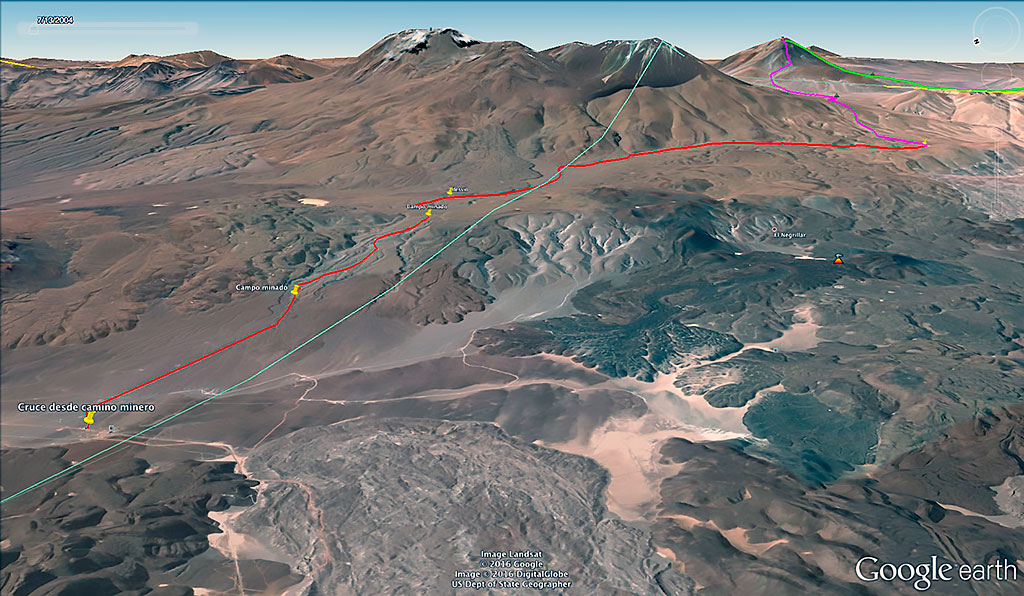 7/13/2004
N
desvio
Campo minado
El Negrillar
Campo minado
Cruce desde camino minero
Image Landsat
© 2016 Google
Image © 2016 DigitalGlobe
US Dept of State Geographer
Google earth